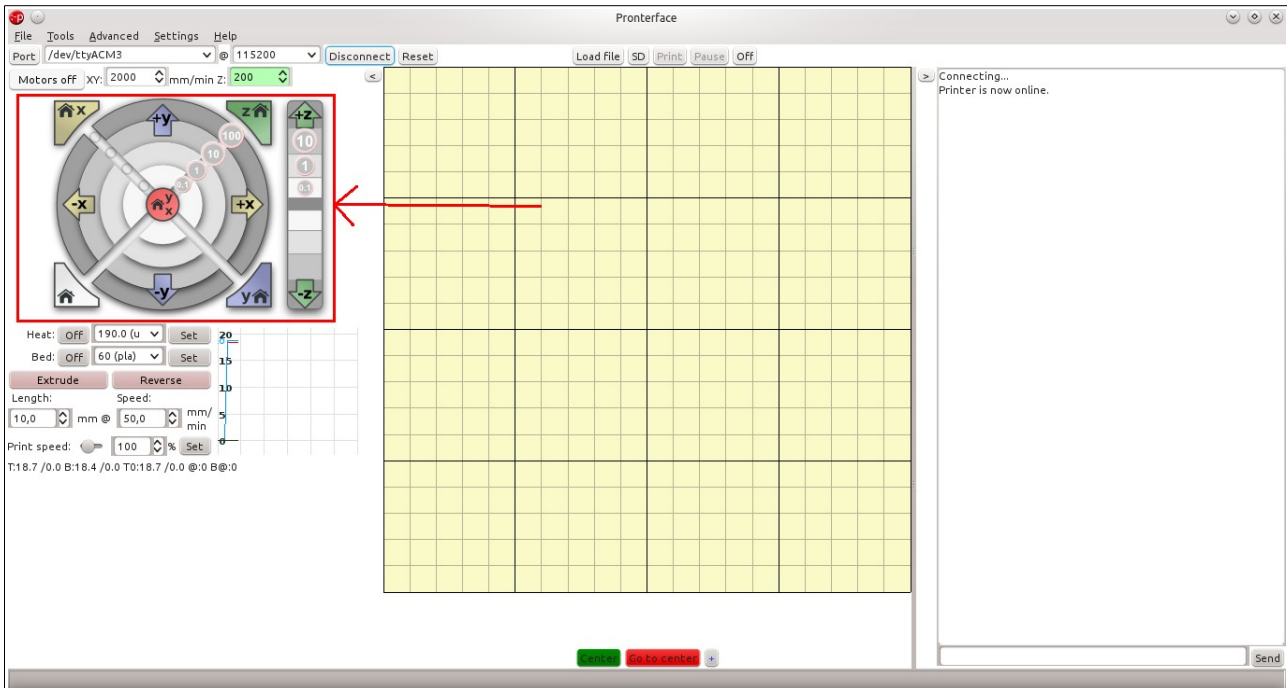 Pronterface
File Tools Advanced Settings Help
Port /dev/ttyACM3 @ 115200 Disconnect Reset Load file SD Print Pause Off
Motors off XY: 2000 mm/min Z: 200 < > Connecting...
Printer is now online.
x +y z +z
100 10
10 1
1 0.1
0.1
-x y x +x
-y y -z
Heat: Off 190.0 (u Set 20
Bed: Off 60 (pla) Set 15
Extrude Reverse 10
Length: Speed:
10,0 mm @ 50,0 mm/min 5
Print speed: 100 % Set 0
T:18.7 /0.0 B:18.4 /0.0 T0:18.7 /0.0 @:0 B@:0
Center Go to center + Send